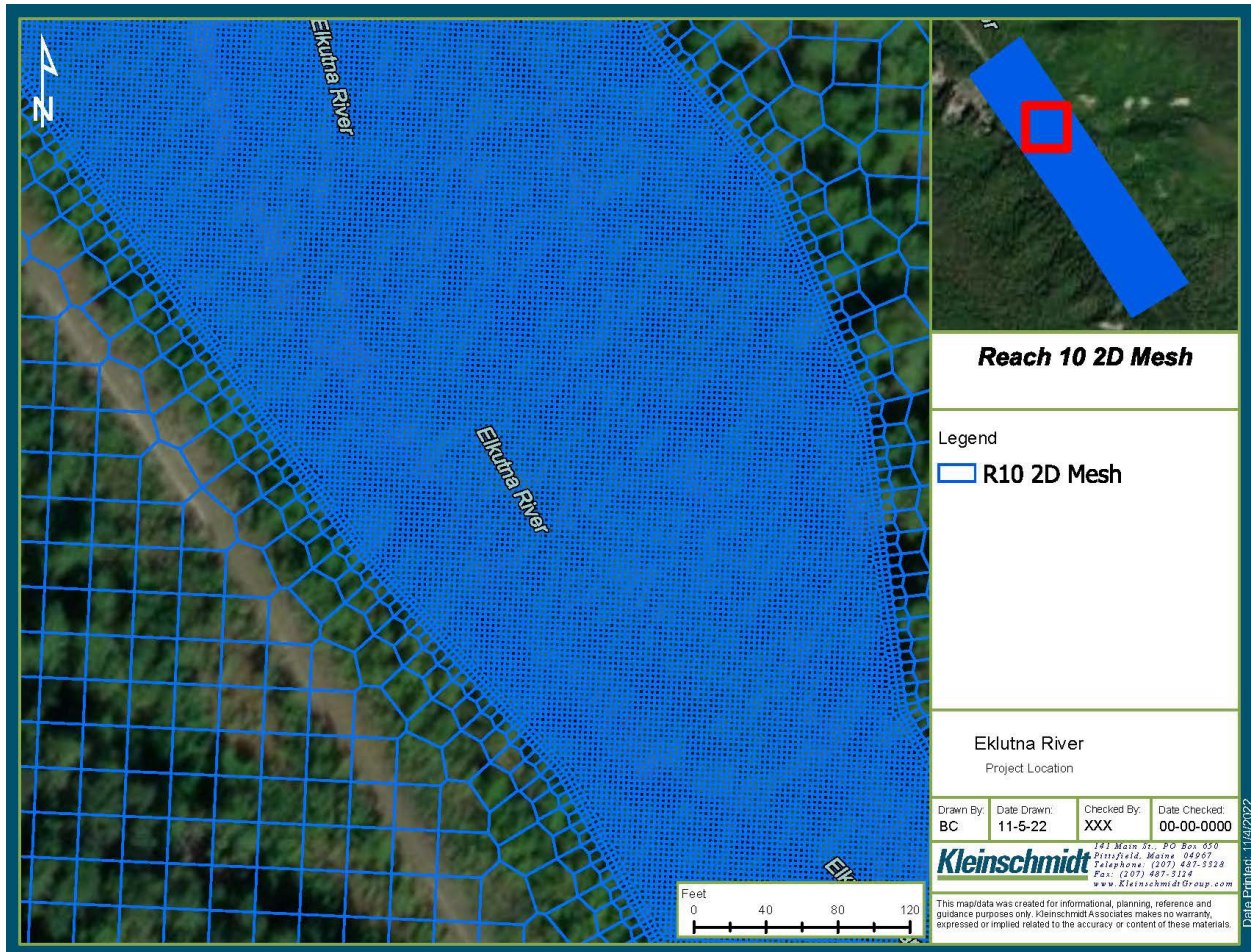 Elkutna River
N
Elkutna River
Elku
Feet
0 40 80 120
Reach 10 2D Mesh
Legend
R10 2D Mesh
Eklutna River
Project Location
Drawn By:
BC
Date Drawn:
11-5-22
Checked By:
XXX
Date Checked:
00-00-0000
Kleinschmidt
141 Main St., PO Box 650
Pittsfield, Maine 04967
Telephone: (207) 487-3328
Fax: (207) 487-3124
www.KleinschmidtGroup.com
This map/data was created for informational, planning, reference and
guidance purposes only. Kleinschmidt Associates makes no warranty,
expressed or implied related to the accuracy or content of these materials.
Date Printed: 11/4/2022